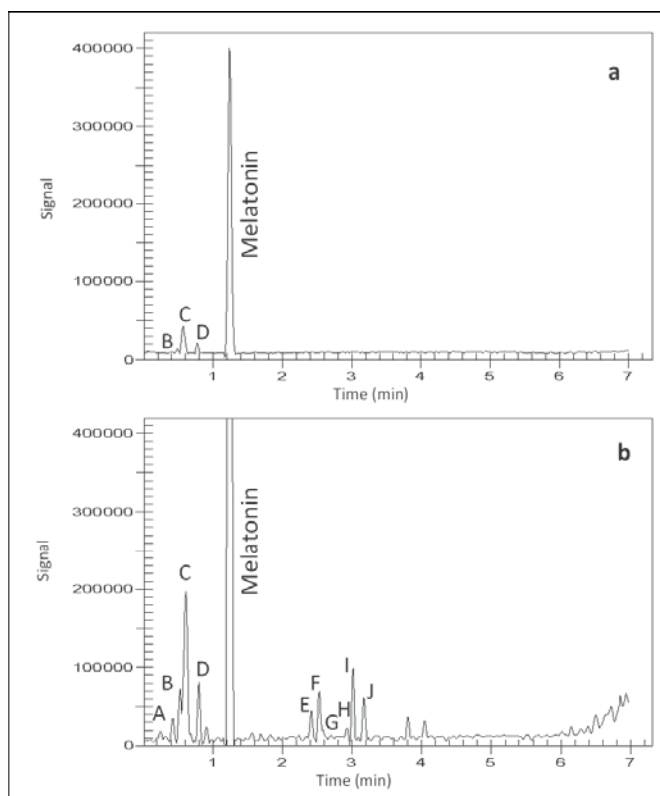 a
400000
300000
200000
100000
0
Signal
B
C
D
Melatonin
1 2 3 4 5 6 7
Time (min)
b
400000
300000
200000
100000
0
Signal
A
B
C
D
Melatonin
E
F
G
H
I
J
1 2 3 4 5 6 7
Time (min)